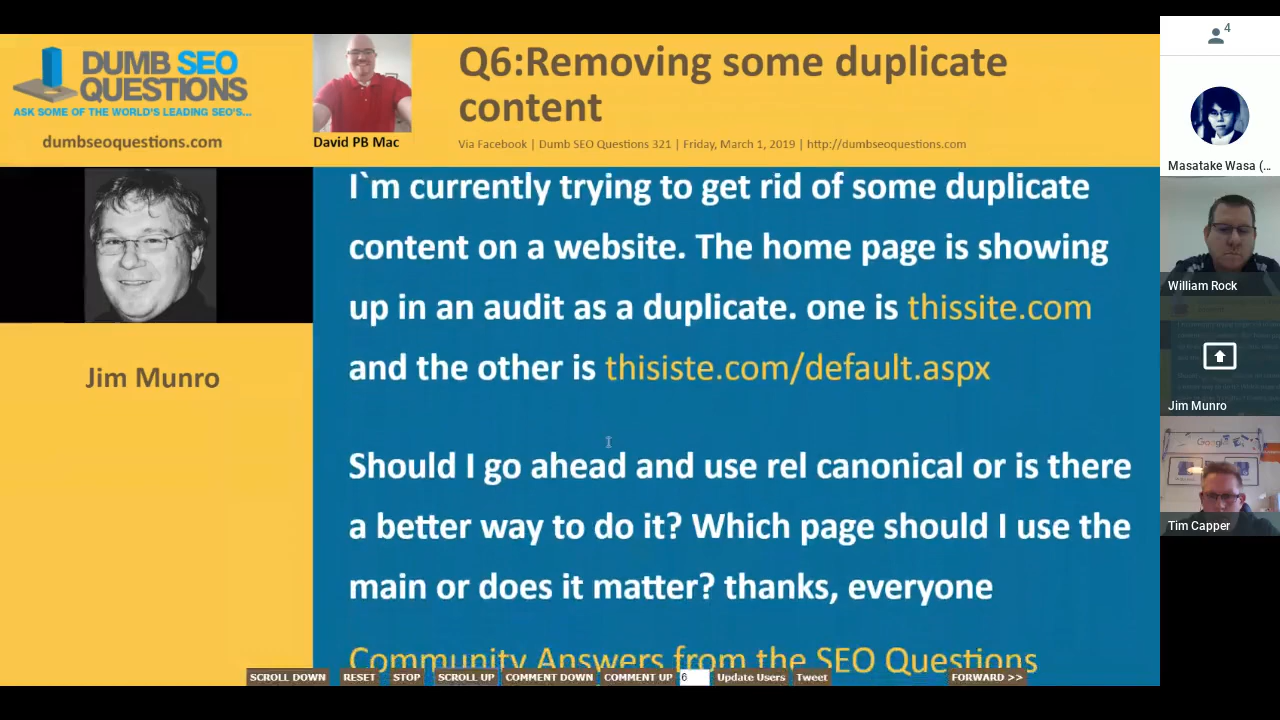 DUMB SEO
QUESTIONS
ASK SOME OF THE WORLD'S LEADING SEO'S...
dumbseoquestions.com
David PB Mac
Q6:Removing some duplicate
content
Via Facebook | Dumb SEO Questions 321 | Friday, March 1, 2019 | http://dumbseoquestions.com
Jim Munro
I`m currently trying to get rid of some duplicate
content on a website. The home page is showing
up in an audit as a duplicate. one is thissite.com
and the other is thisiste.com/default.aspx
Should I go ahead and use rel canonical or is there
a better way to do it? Which page should I use the
main or does it matter? thanks, everyone
Community Answers from the SEO Questions
SCROLL DOWN RESET STOP SCROLL UP COMMENT DOWN COMMENT UP 6 Update Users Tweet FORWARD >>
4
Masatake Wasa (...
William Rock
Jim Munro
Google
Tim Capper